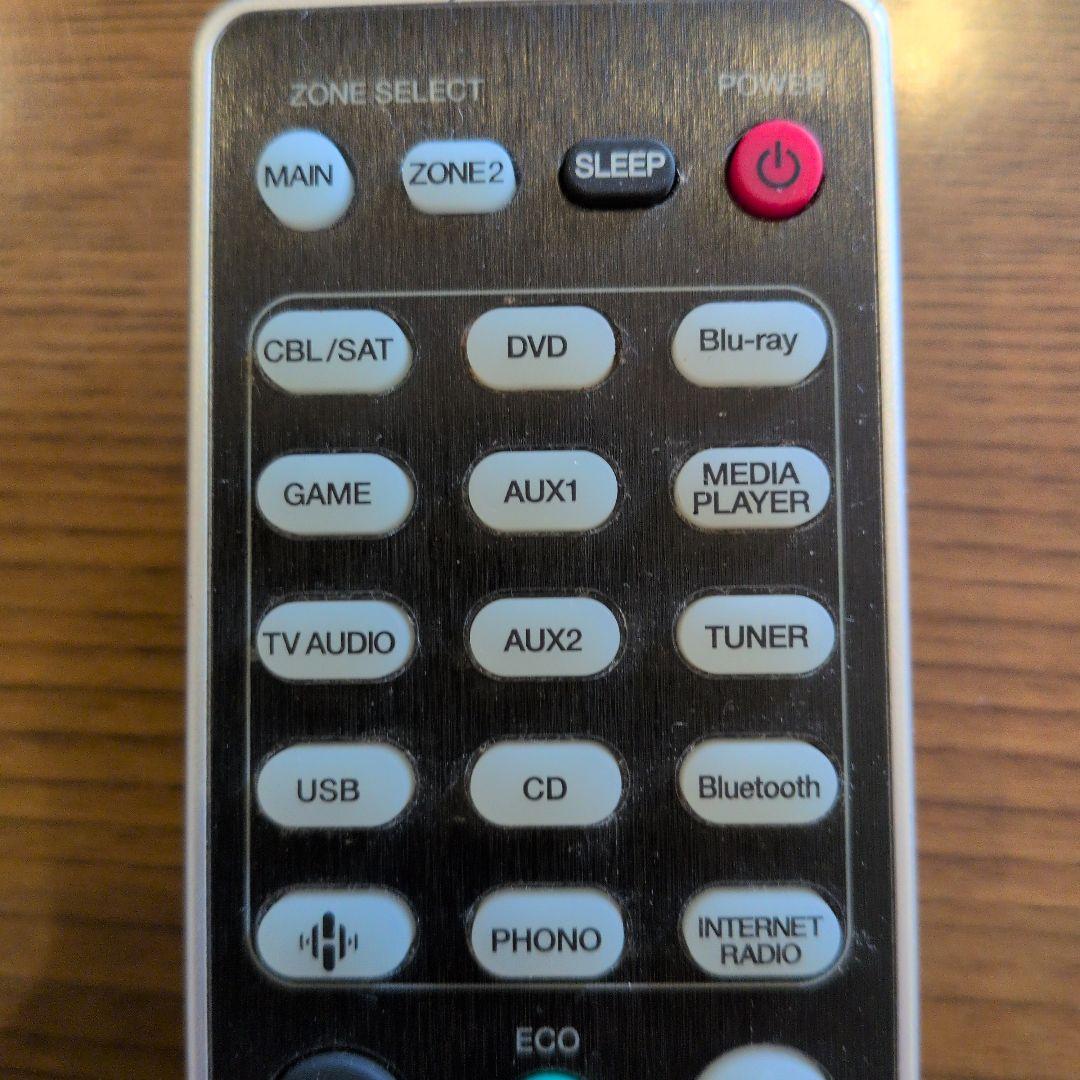 ZONE SELECT POWER
MAIN ZONE2 SLEEP
CBL/SAT DVD Blu-ray
GAME AUX1 MEDIA
PLAYER
TV AUDIO AUX2 TUNER
USB CD Bluetooth
PHONO INTERNET
RADIO
ECO